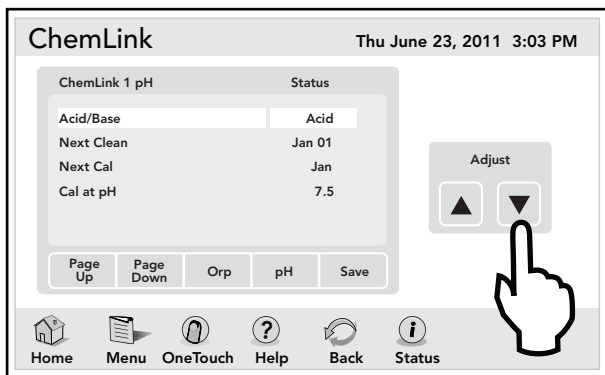 ChemLink
Thu June 23, 2011 3:03 PM
ChemLink 1 pH Status
Acid/Base Acid
Next Clean Jan 01
Next Cal Jan
Cal at pH 7.5
Adjust
Page Up
Page Down
Orp
pH
Save
Home Menu OneTouch Help Back Status